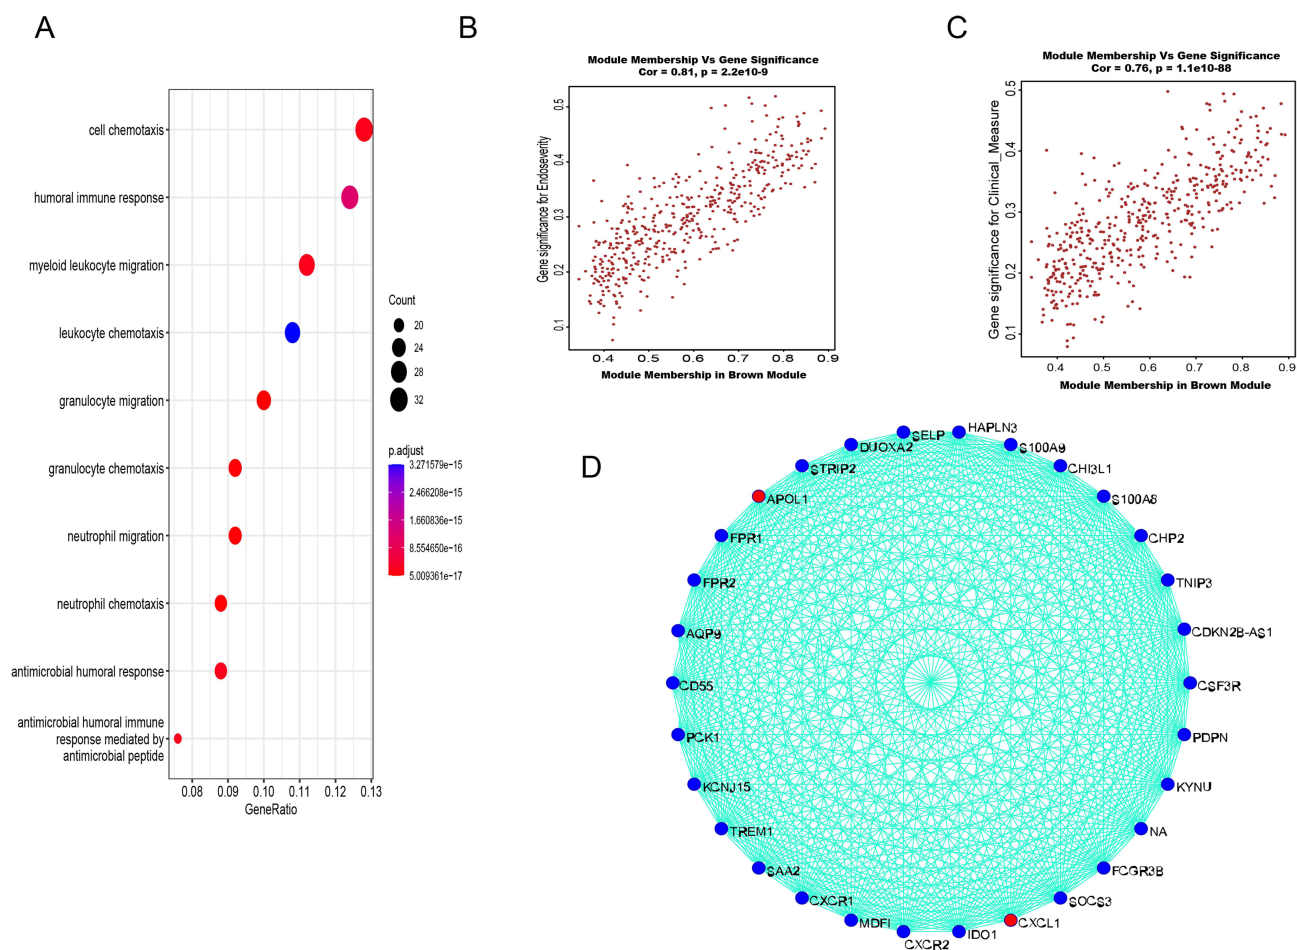 A
B
C
Module Membership Vs Gene Significance
Cor = 0.81, p = 2.2e10-9
Module Membership Vs Gene Significance
Cor = 0.76, p = 1.1e10-88
cell chemotaxis
humoral immune response
myeloid leukocyte migration
leukocyte chemotaxis
granulocyte migration
granulocyte chemotaxis
neutrophil migration
neutrophil chemotaxis
antimicrobial humoral response
antimicrobial humoral immune
response mediated by
antimicrobial peptide
0.08 0.09 0.10 0.11 0.12 0.13
GeneRatio
Count
20
24
28
32
p.adjust
3.271579e-15
2.466208e-15
1.660836e-15
8.554650e-16
5.009361e-17
Gene significance for Endoseverity
0.5
0.4
0.3
0.2
0.1
0.4 0.5 0.6 0.7 0.8 0.9
Module Membership in Brown Module
Gene significance for Clinical_Measure
0.5
0.4
0.3
0.2
0.1
0.4 0.5 0.6 0.7 0.8 0.9
Module Membership in Brown Module
D
HAPLN3
SELP
S100A9
DUOXA2
CHI3L1
STRIP2
S100A8
APOL1
CHP2
FPR1
TNIP3
FPR2
CDKN2B-AS1
AQP9
CSF3R
CD55
PDPN
PCK1
KYNU
KCNJ15
NA
TREM1
FCGR3B
SAA2
SOCS3
CXCR1
CXCL1
MDFI
IDO1
CXCR2